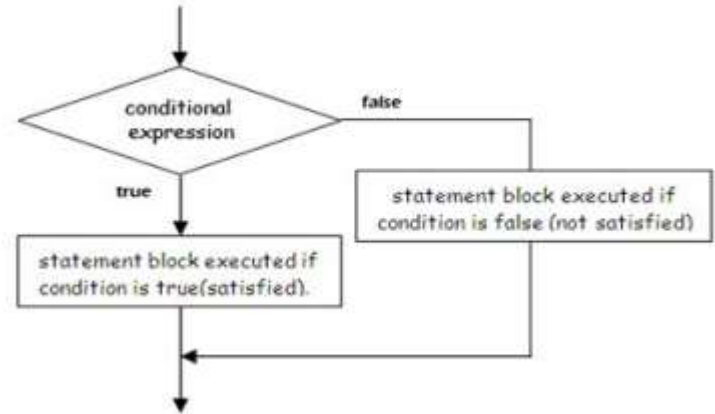 conditional
expression
false
true
statement block executed if
condition is false (not satisfied)
statement block executed if
condition is true(satisfied).